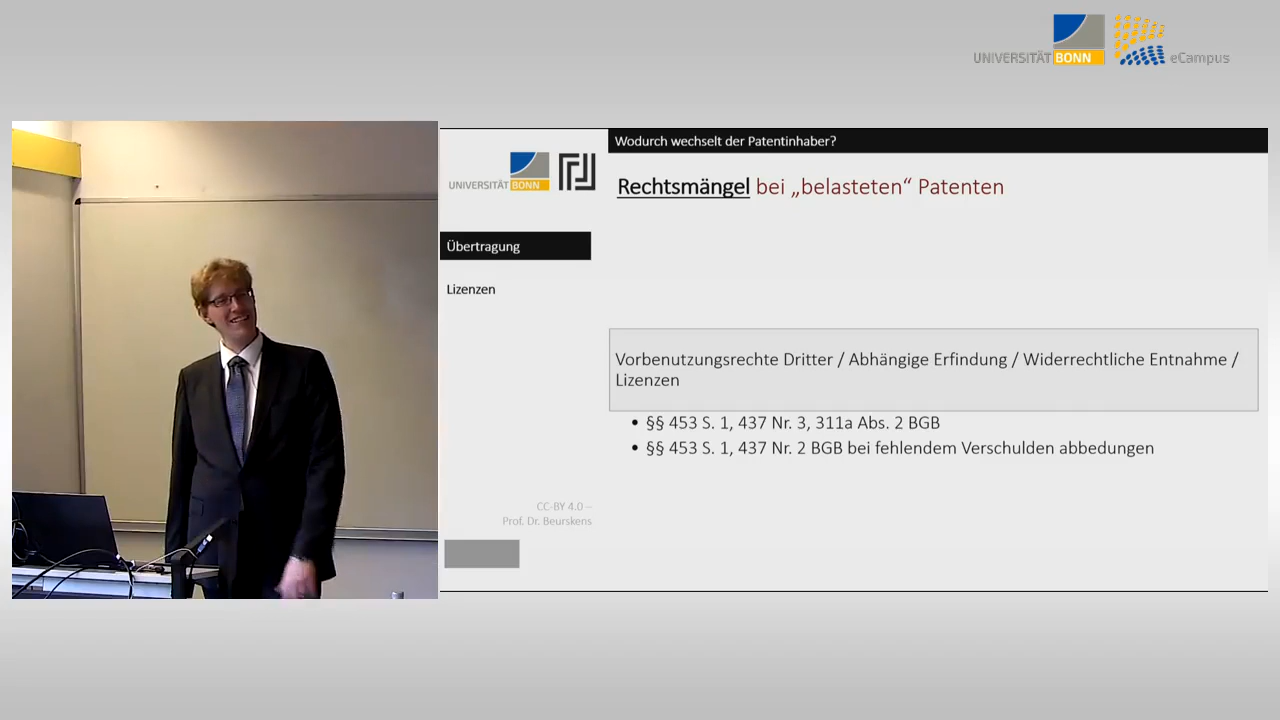 UNIVERSITÄT BONN eCampus
Wodurch wechselt der Patentinhaber?
UNIVERSITÄT BONN
Rechtsmängel bei „belasteten“ Patenten
Übertragung
Lizenzen
Vorbenutzungsrechte Dritter / Abhängige Erfindung / Widerrechtliche Entnahme /
Lizenzen
• §§ 453 S. 1, 437 Nr. 3, 311a Abs. 2 BGB
• §§ 453 S. 1, 437 Nr. 2 BGB bei fehlendem Verschulden abbedungen
CC-BY 4.0 –
Prof. Dr. Beurskens